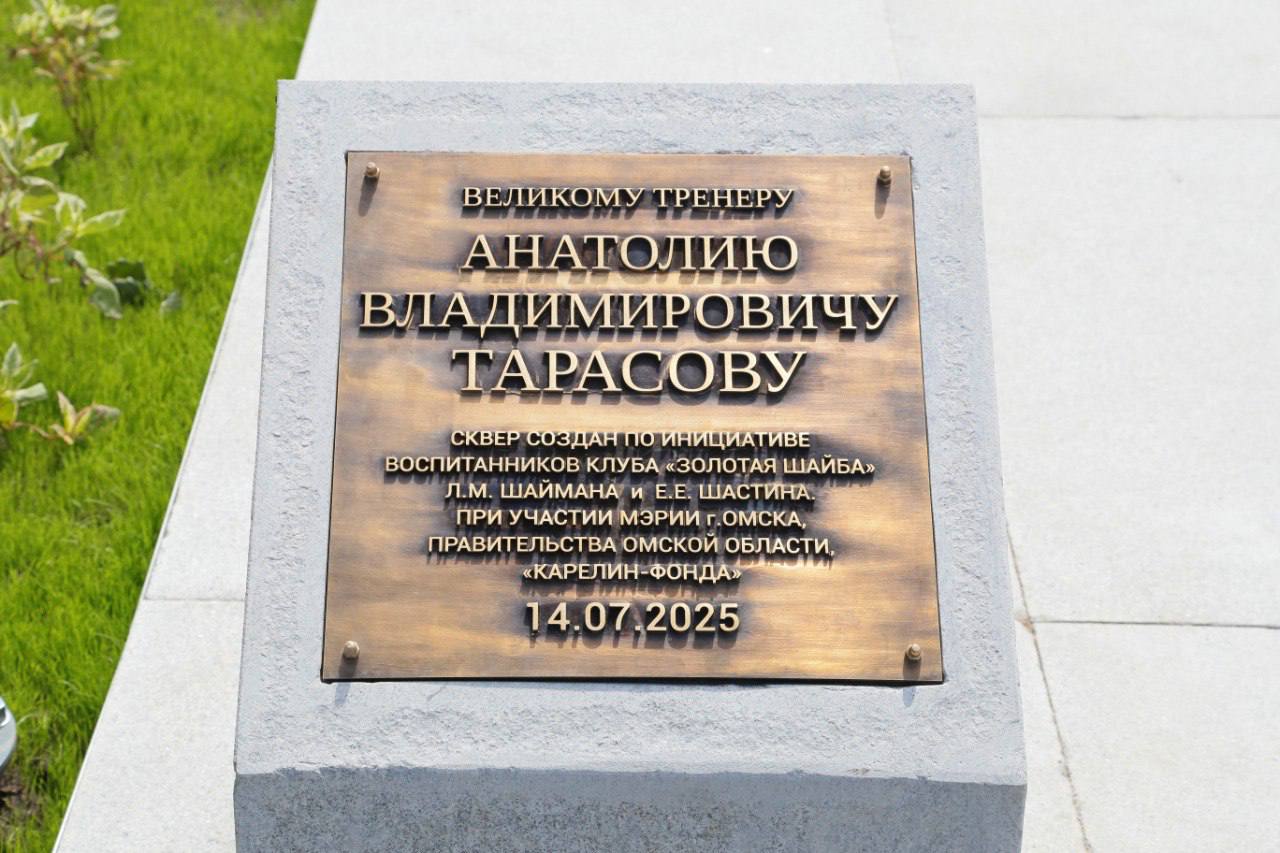 ВЕЛИКОМУ ТРЕНЕРУ
АНАТОЛИЮ
ВЛАДИМИРОВИЧУ
ТАРАСОВУ
СКВЕР СОЗДАН ПО ИНИЦИАТИВЕ
ВОСПИТАННИКОВ КЛУБА «ЗОЛОТАЯ ШАЙБА»
Л.М. ШАЙМАНА и Е.Е. ШАСТИНА.
ПРИ УЧАСТИИ МЭРИИ г.ОМСКА,
ПРАВИТЕЛЬСТВА ОМСКОЙ ОБЛАСТИ,
«КАРЕЛИН-ФОНДА»
14.07.2025